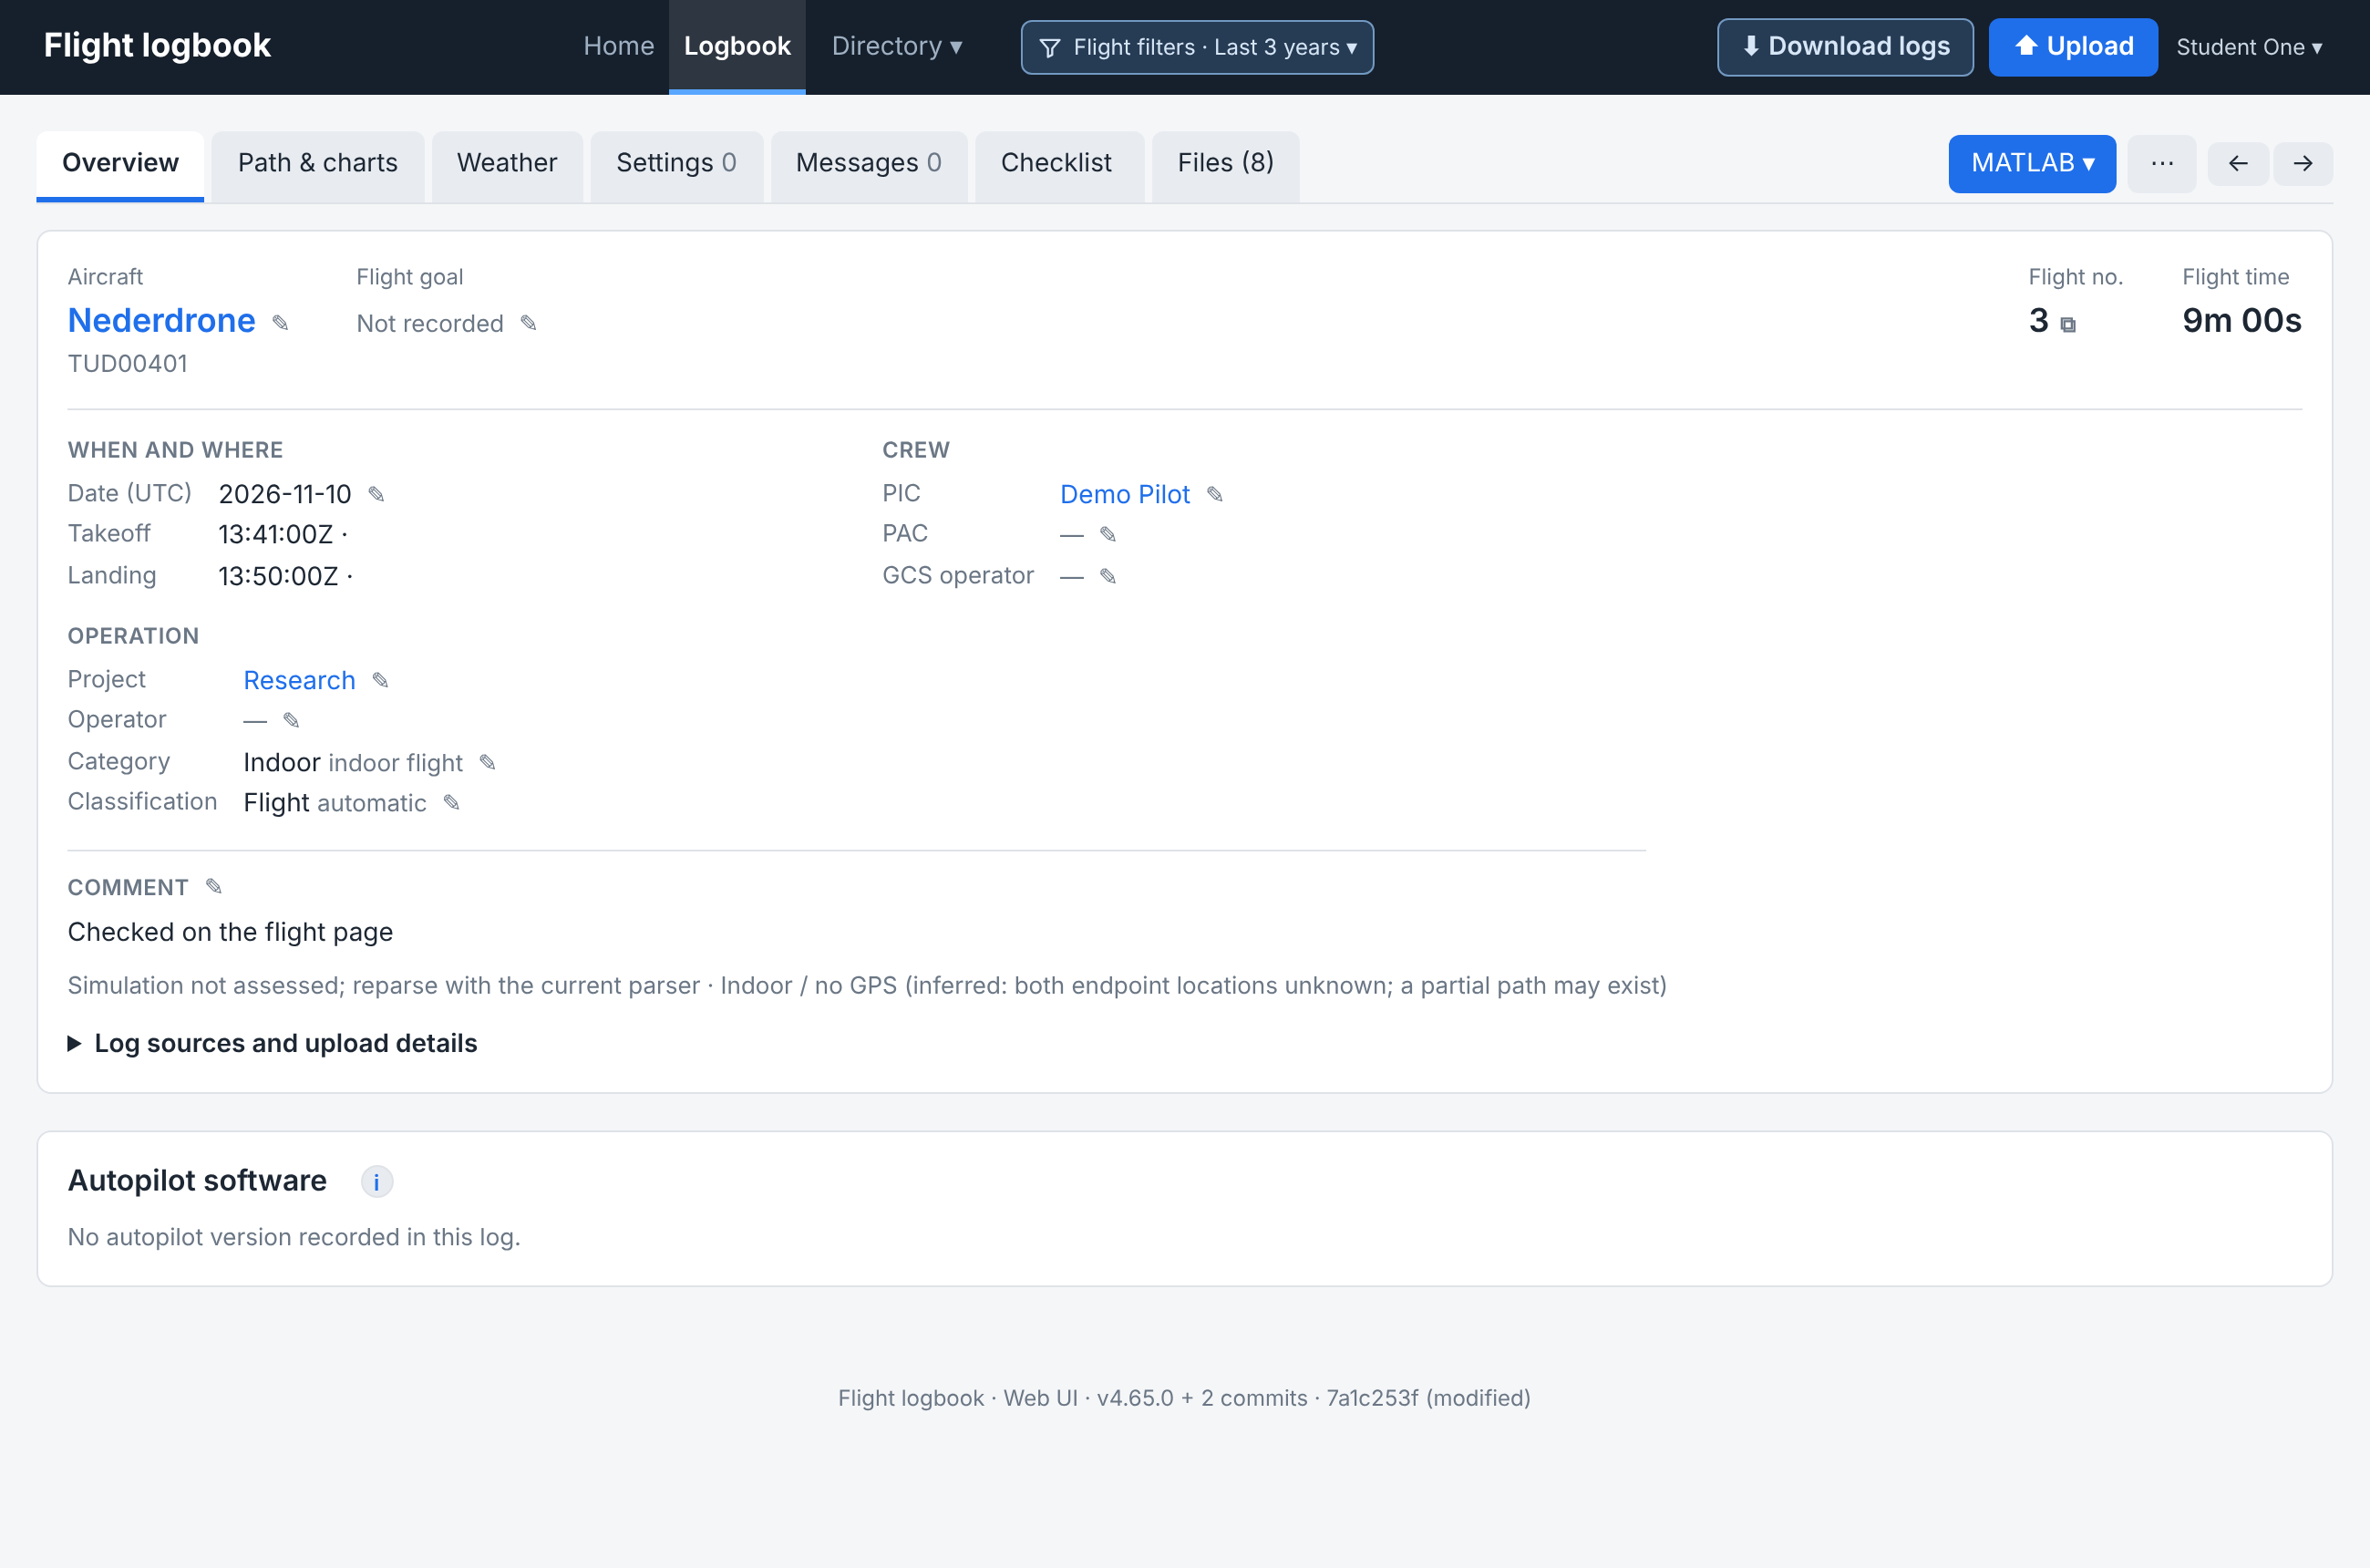 Flight logbook Home Logbook Directory ▾ Flight filters · Last 3 years ▾ ⬇ Download logs ⬆ Upload Student One ▾
Overview Path & charts Weather Settings 0 Messages 0 Checklist Files (8) MATLAB ▾ ⋯ ← →
Aircraft Flight goal Flight no. Flight time
Nederdrone ✎ Not recorded ✎ 3 ⧉ 9m 00s
TUD00401
WHEN AND WHERE
Date (UTC) 2026-11-10 ✎
Takeoff 13:41:00Z ·
Landing 13:50:00Z ·
CREW
PIC Demo Pilot ✎
PAC — ✎
GCS operator — ✎
OPERATION
Project Research ✎
Operator — ✎
Category Indoor indoor flight ✎
Classification Flight automatic ✎
COMMENT ✎
Checked on the flight page
Simulation not assessed; reparse with the current parser · Indoor / no GPS (inferred: both endpoint locations unknown; a partial path may exist)
▶ Log sources and upload details
Autopilot software i
No autopilot version recorded in this log.
Flight logbook · Web UI · v4.65.0 + 2 commits · 7a1c253f (modified)